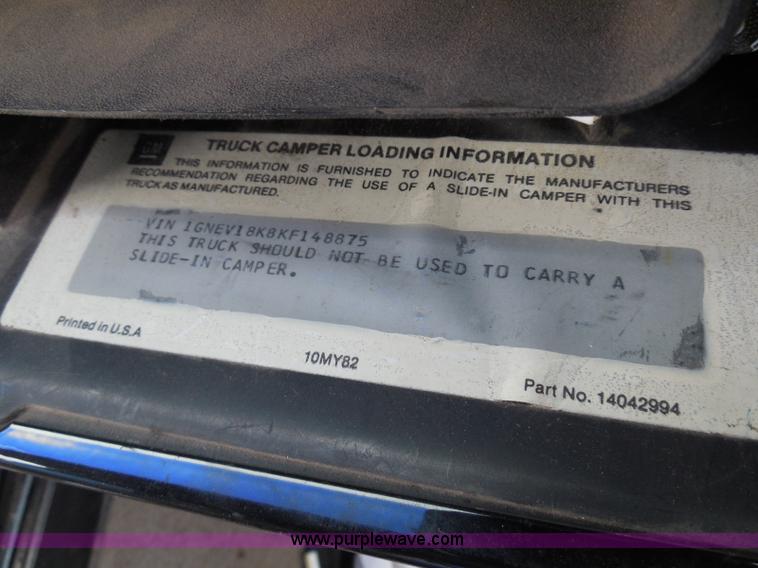 GM
TRUCK CAMPER LOADING INFORMATION
THIS INFORMATION IS FURNISHED TO INDICATE THE MANUFACTURERS
RECOMMENDATION REGARDING THE USE OF A SLIDE-IN CAMPER WITH THIS
TRUCK AS MANUFACTURED.
VIN 1GNEV18K8KF148875
THIS TRUCK SHOULD NOT BE USED TO CARRY A
SLIDE-IN CAMPER.
Printed in U.S.A
10MY82
Part No. 14042994
www.purplewave.com